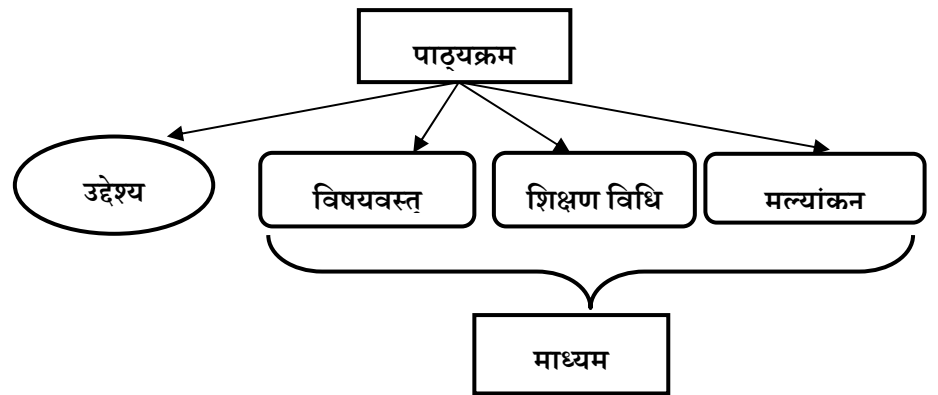 पाठ्यक्रम
उद्देश्य
विषयवस्तु
शिक्षण विधि
मल्यांकन
माध्यम